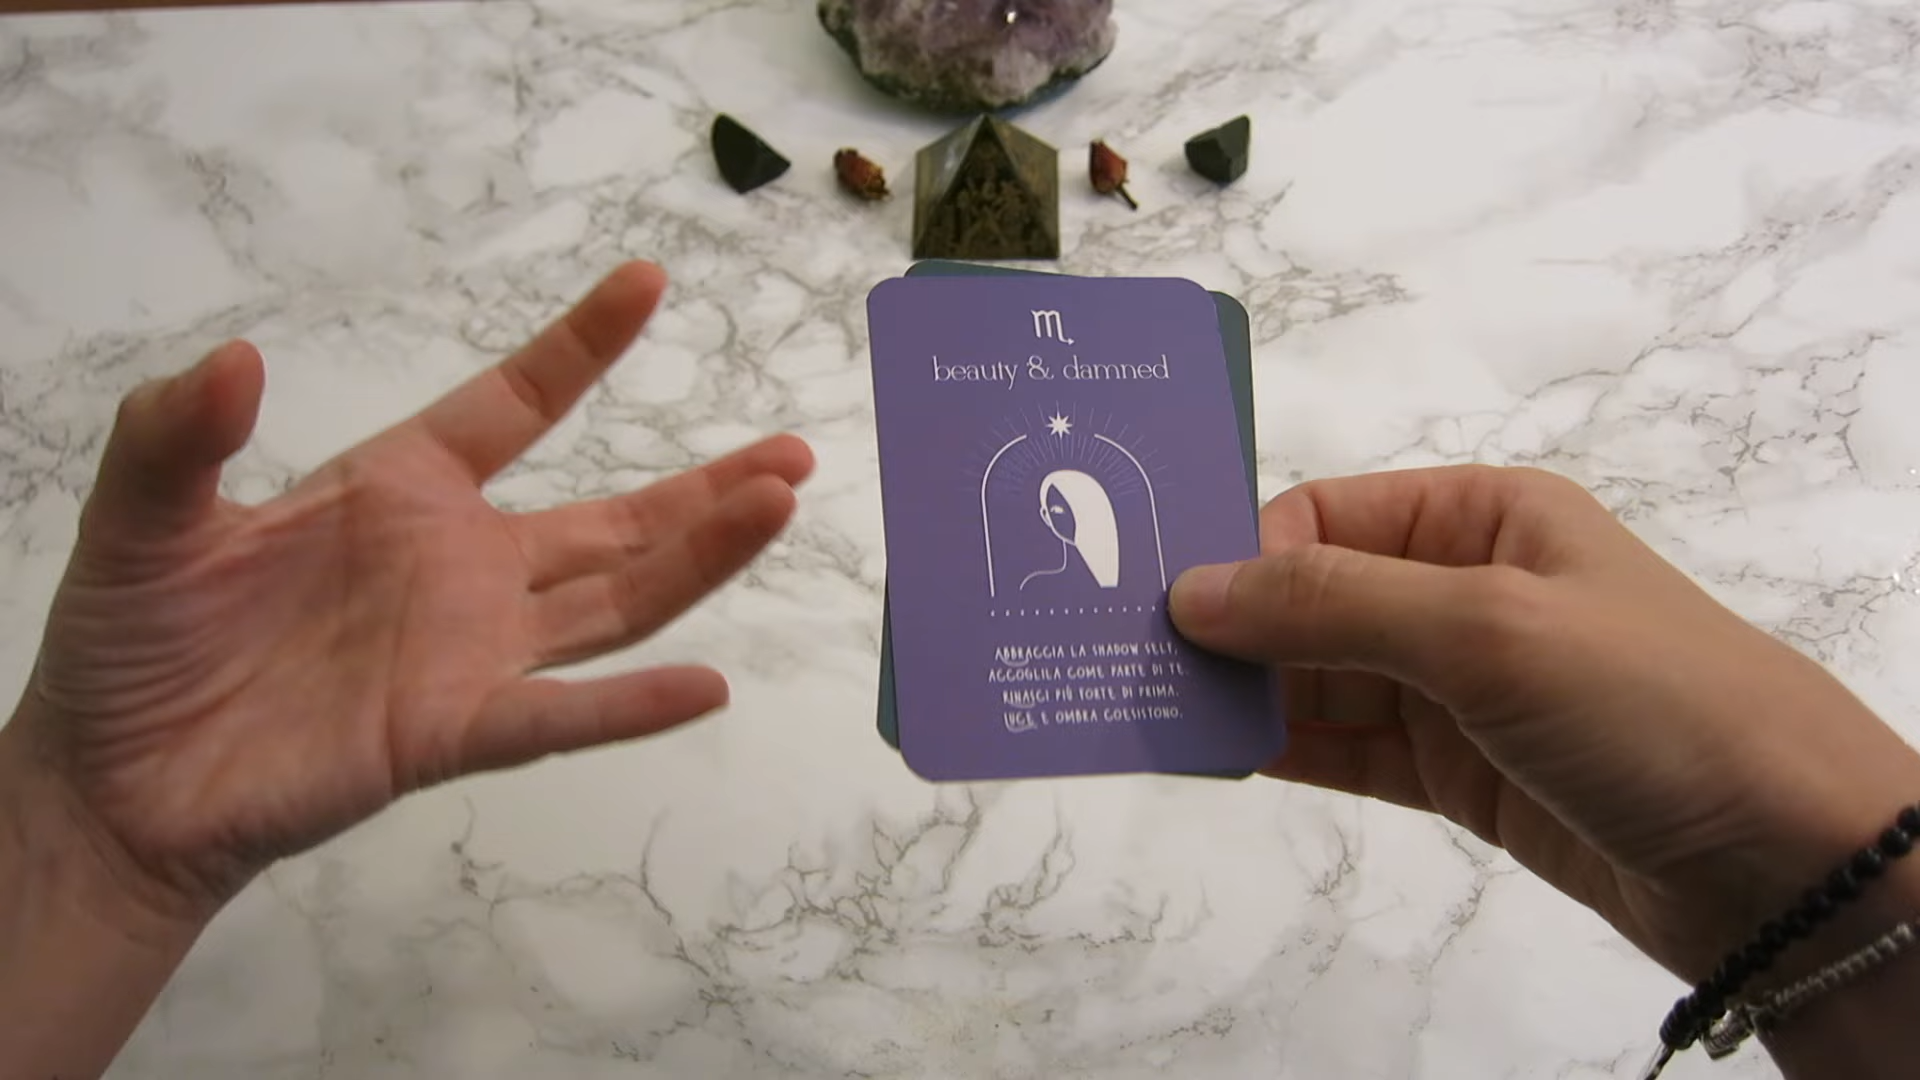 ♏
beauty & damned
ABBRACCIA LA SHADOW SELF,
ACCOGLILA COME PARTE DI TE.
RINASCI PIÙ FORTE DI PRIMA.
LUCE E OMBRA COESISTONO.